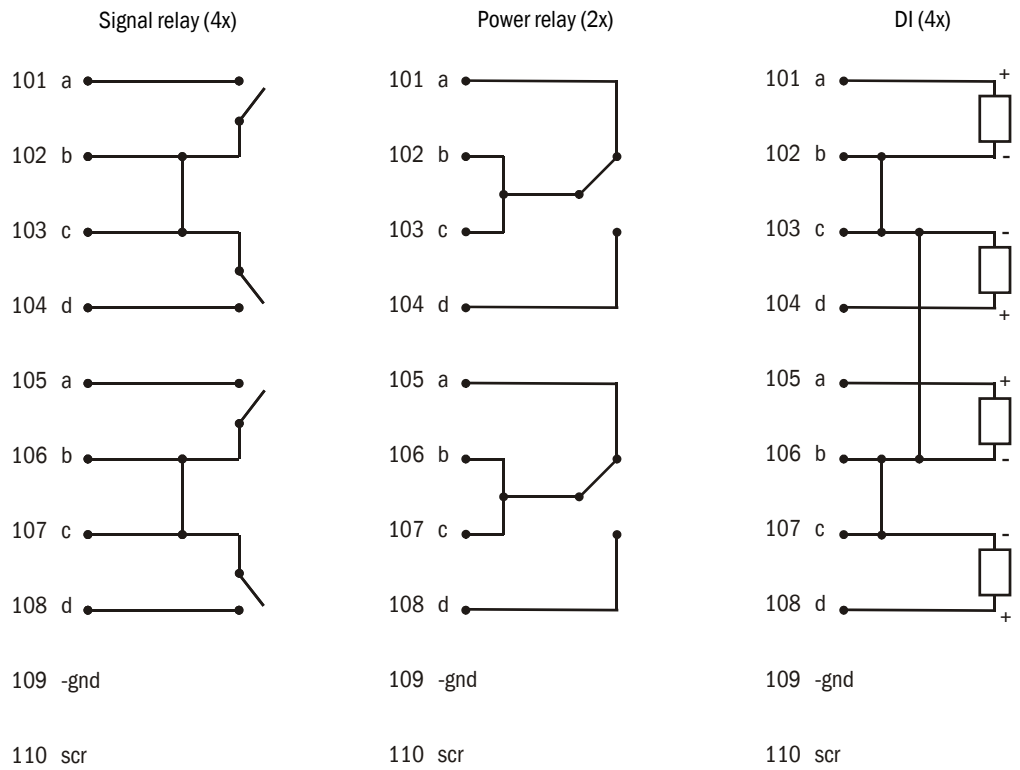 Signal relay (4x)
101 a
102 b
103 c
104 d
105 a
106 b
107 c
108 d
109 -gnd
110 scr
Power relay (2x)
101 a
102 b
103 c
104 d
105 a
106 b
107 c
108 d
109 -gnd
110 scr
DI (4x)
101 a +
102 b -
103 c -
104 d +
105 a +
106 b -
107 c -
108 d +
109 -gnd
110 scr